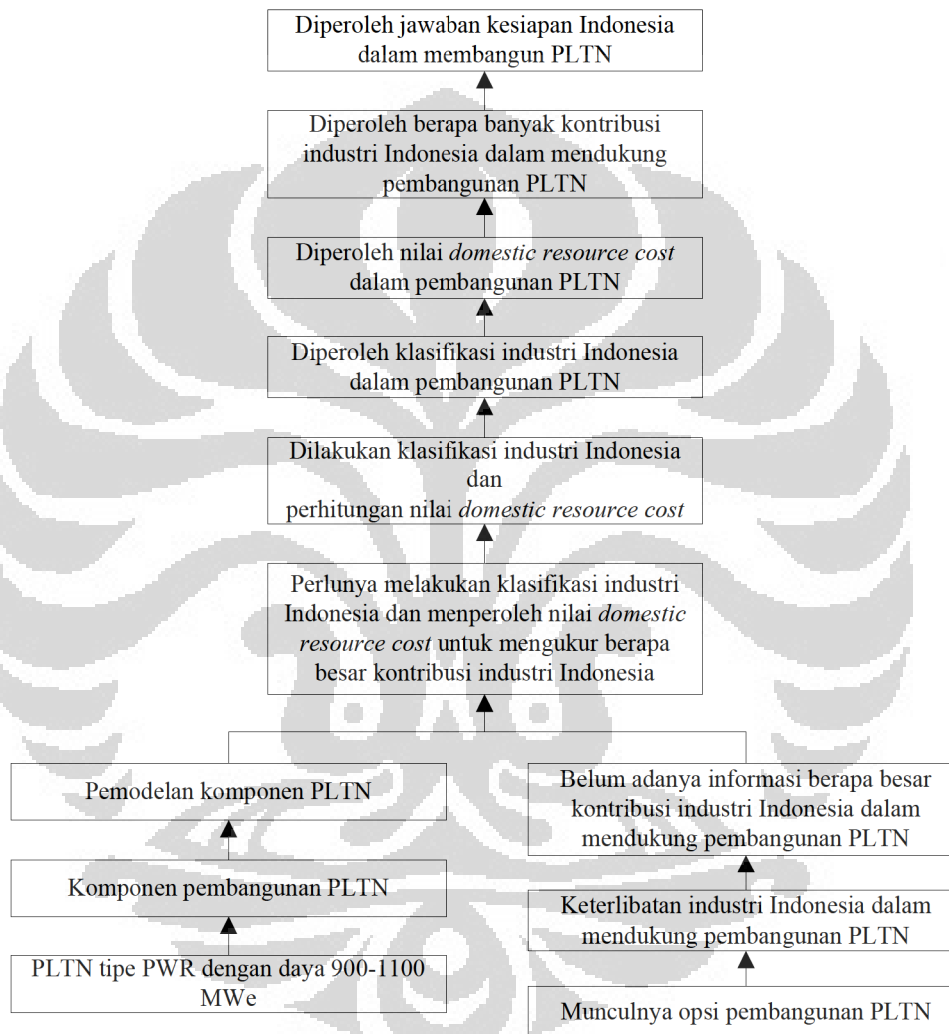 Diperoleh jawaban kesiapan Indonesia
dalam membangun PLTN
Diperoleh berapa banyak kontribusi
industri Indonesia dalam mendukung
pembangunan PLTN
Diperoleh nilai domestic resource cost
dalam pembangunan PLTN
Diperoleh klasifikasi industri Indonesia
dalam pembangunan PLTN
Dilakukan klasifikasi industri Indonesia
dan
perhitungan nilai domestic resource cost
Perlunya melakukan klasifikasi industri
Indonesia dan menperoleh nilai domestic
resource cost untuk mengukur berapa
besar kontribusi industri Indonesia
Pemodelan komponen PLTN
Komponen pembangunan PLTN
PLTN tipe PWR dengan daya 900-1100
MWe
Belum adanya informasi berapa besar
kontribusi industri Indonesia dalam
mendukung pembangunan PLTN
Keterlibatan industri Indonesia dalam
mendukung pembangunan PLTN
Munculnya opsi pembangunan PLTN